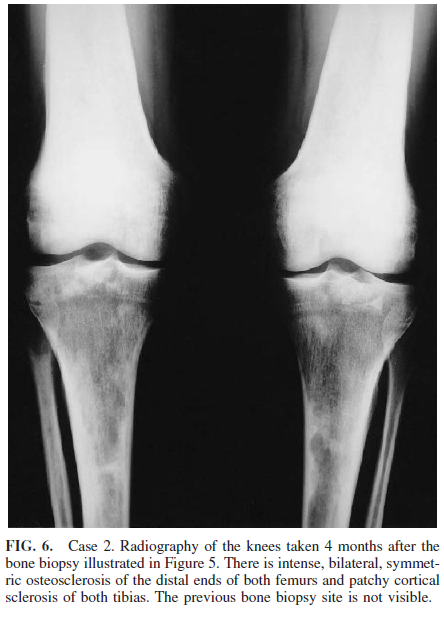 FIG. 6. Case 2. Radiography of the knees taken 4 months after the
bone biopsy illustrated in Figure 5. There is intense, bilateral, symmet-
ric osteosclerosis of the distal ends of both femurs and patchy cortical
sclerosis of both tibias. The previous bone biopsy site is not visible.